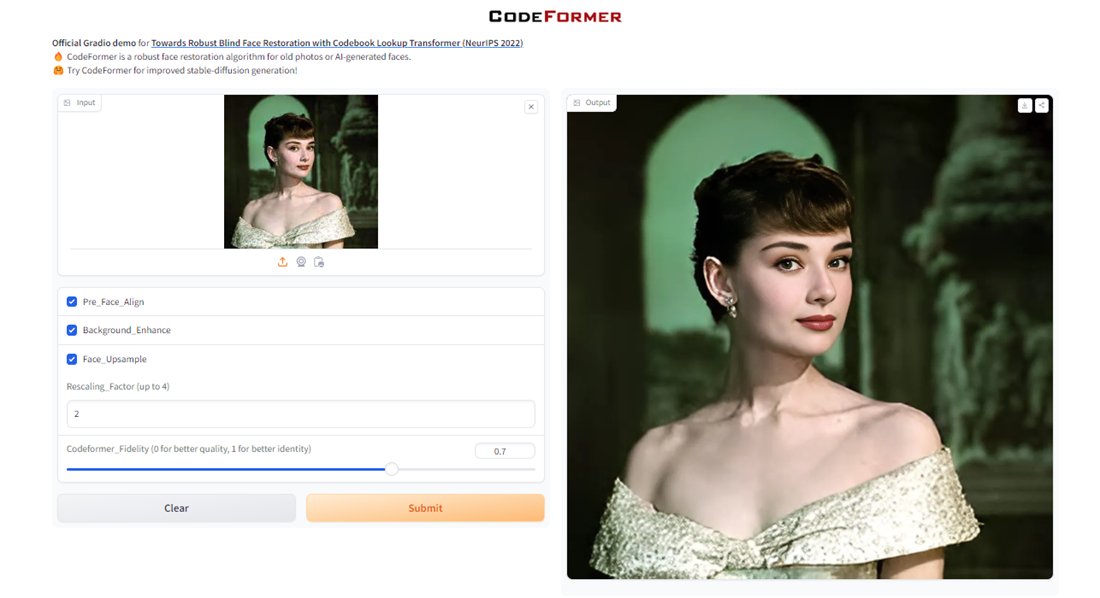 CODEFORMER
Official Gradio demo for Towards Robust Blind Face Restoration with Codebook Lookup Transformer (NeurIPS 2022)
🔥 CodeFormer is a robust face restoration algorithm for old photos or AI-generated faces.
🤗 Try CodeFormer for improved stable-diffusion generation!
Input
Pre_Face_Align
Background_Enhance
Face_Upsample
Rescaling_Factor (up to 4)
2
Codeformer_Fidelity (0 for better quality, 1 for better identity)
0.7
Clear
Submit
Output